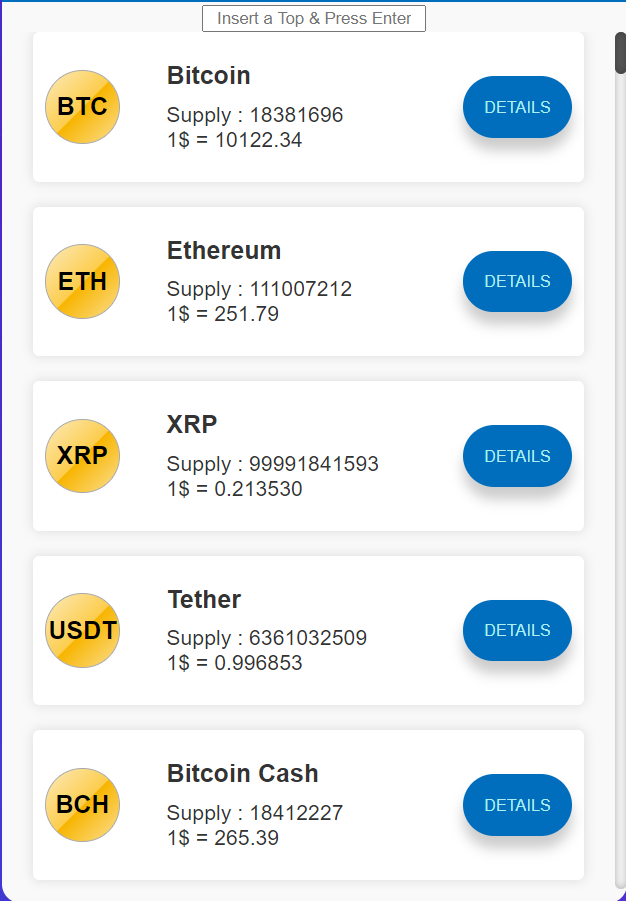 Insert a Top & Press Enter
BTC
Bitcoin
Supply : 18381696
1$ = 10122.34
DETAILS
ETH
Ethereum
Supply : 111007212
1$ = 251.79
DETAILS
XRP
XRP
Supply : 99991841593
1$ = 0.213530
DETAILS
USDT
Tether
Supply : 6361032509
1$ = 0.996853
DETAILS
BCH
Bitcoin Cash
Supply : 18412227
1$ = 265.39
DETAILS